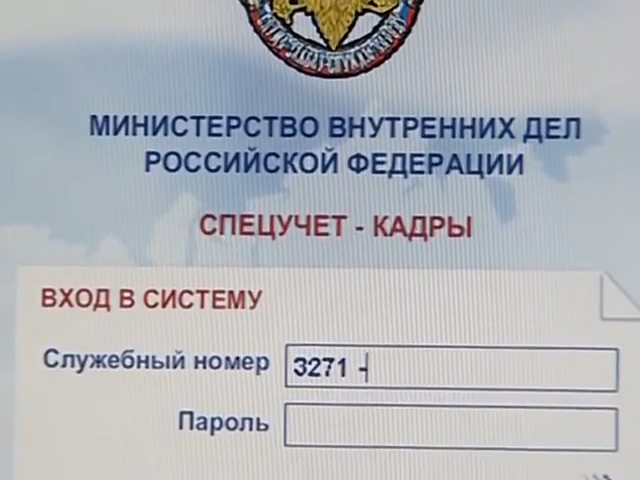 МИНИСТЕРСТВО ВНУТРЕННИХ ДЕЛ
РОССИЙСКОЙ ФЕДЕРАЦИИ
СПЕЦУЧЕТ - КАДРЫ
ВХОД В СИСТЕМУ
Служебный номер 3271 -
Пароль